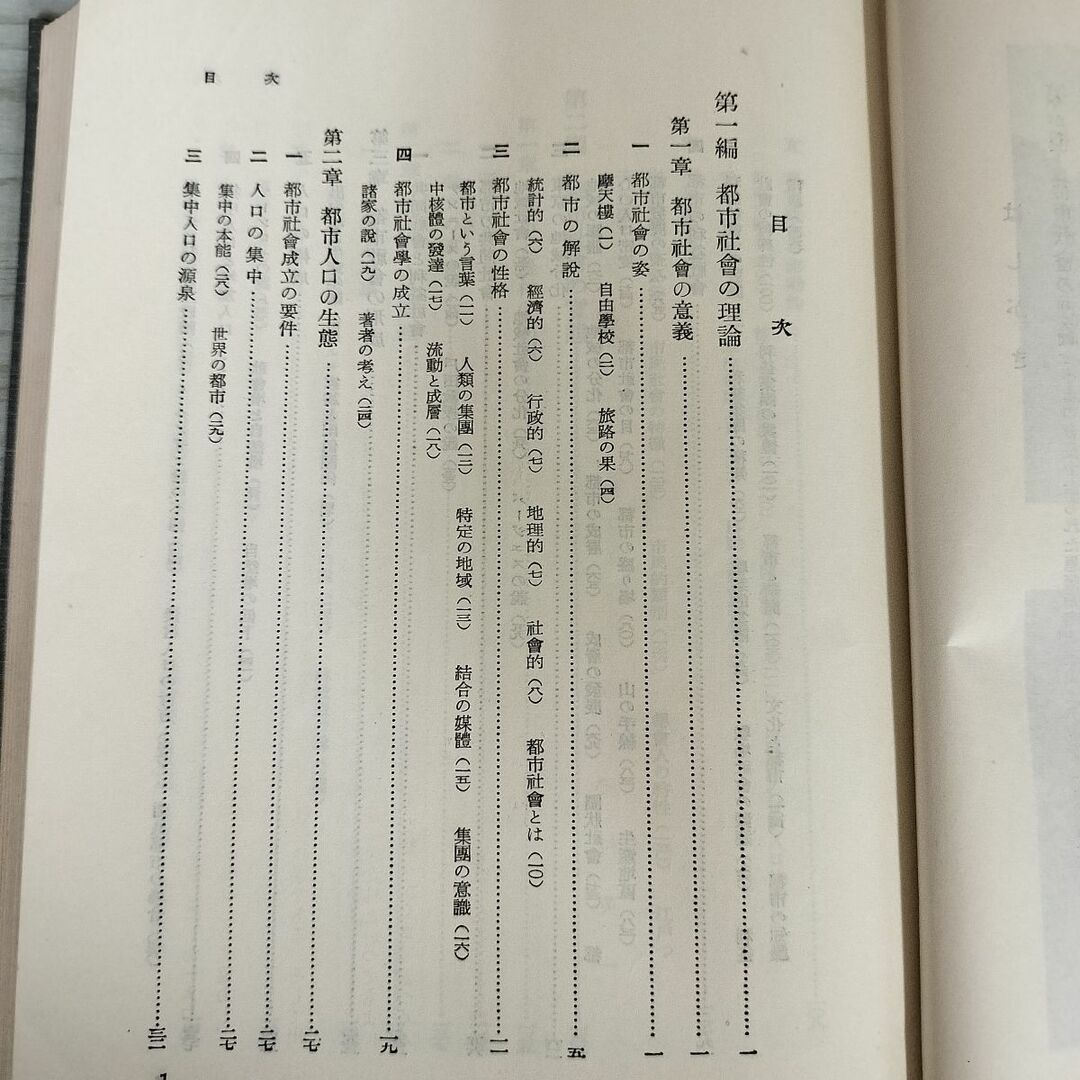 目次
目次
第一編 都市社會の理論……一
第一章 都市社會の意義……一
一 都市社會の姿……一
摩天樓(一) 自由學校(二) 旅路の果(四)
二 都市の解說……五
統計的(六) 經濟的(六) 行政的(七) 地理的(七) 社會的(八) 都市社會とは(一〇)
三 都市社會の性格……一一
都市という言葉(一一) 人類の集團(一二) 特定の地域(一三) 結合の媒體(一五) 集團の意識(一六)
中核體の發達(一七) 流動と成層(一八)
四 都市社會學の成立……一九
諸家の說(一九) 著者の考え(二四)
第二章 都市人口の生態……二七
一 都市社會成立の要件……二七
二 人口の集中……二七
集中の本能(二八) 世界の都市(二九)
三 集中人口の源泉……三二
1